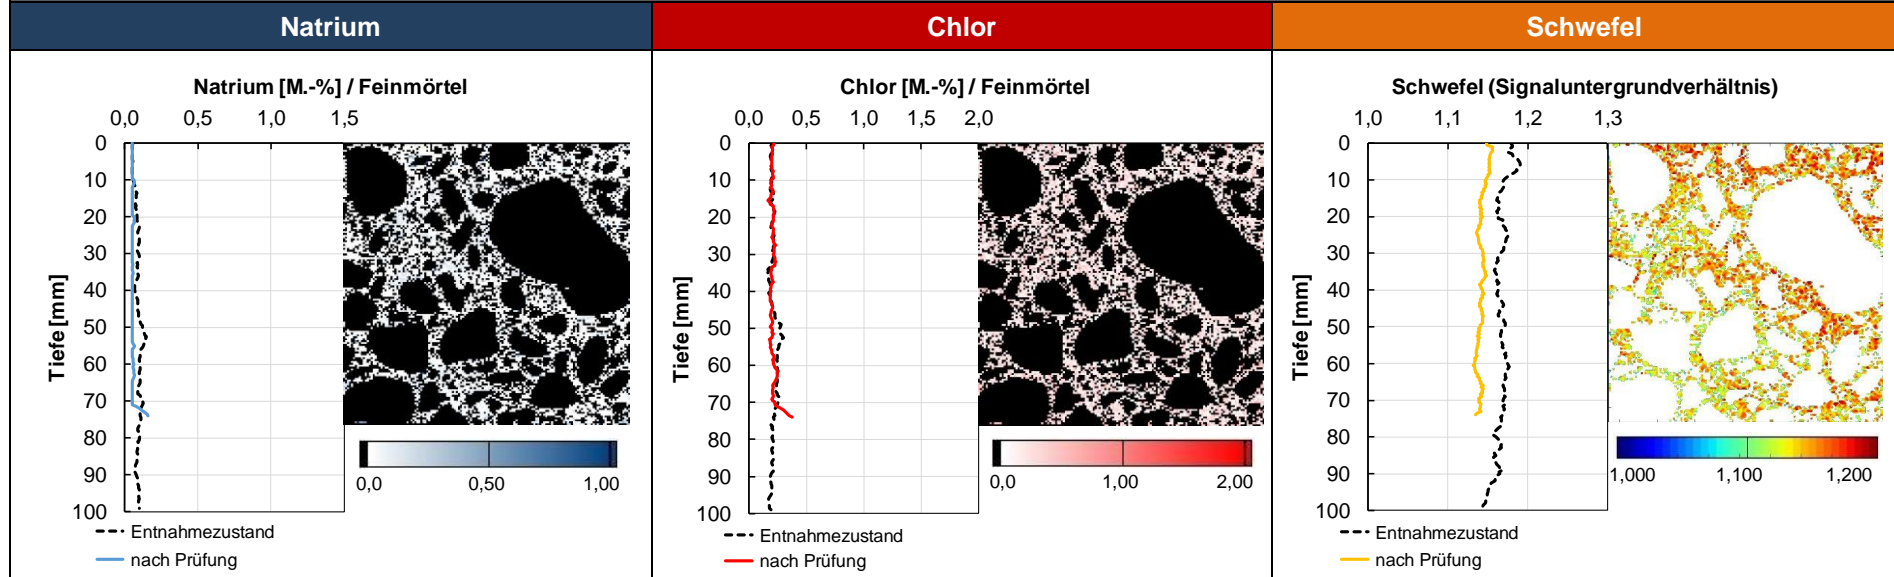 Natrium
Chlor
Schwefel
Natrium [M.-%] / Feinmörtel
0,0 0,5 1,0 1,5
Tiefe [mm]
0
10
20
30
40
50
60
70
80
90
100
0,0 0,50 1,00
Entnahmezustand
nach Prüfung
Chlor [M.-%] / Feinmörtel
0,0 0,5 1,0 1,5 2,0
Tiefe [mm]
0
10
20
30
40
50
60
70
80
90
100
0,0 1,00 2,00
Entnahmezustand
nach Prüfung
Schwefel (Signaluntergrundverhältnis)
1,0 1,1 1,2 1,3
Tiefe [mm]
0
10
20
30
40
50
60
70
80
90
100
1,000 1,100 1,200
Entnahmezustand
nach Prüfung